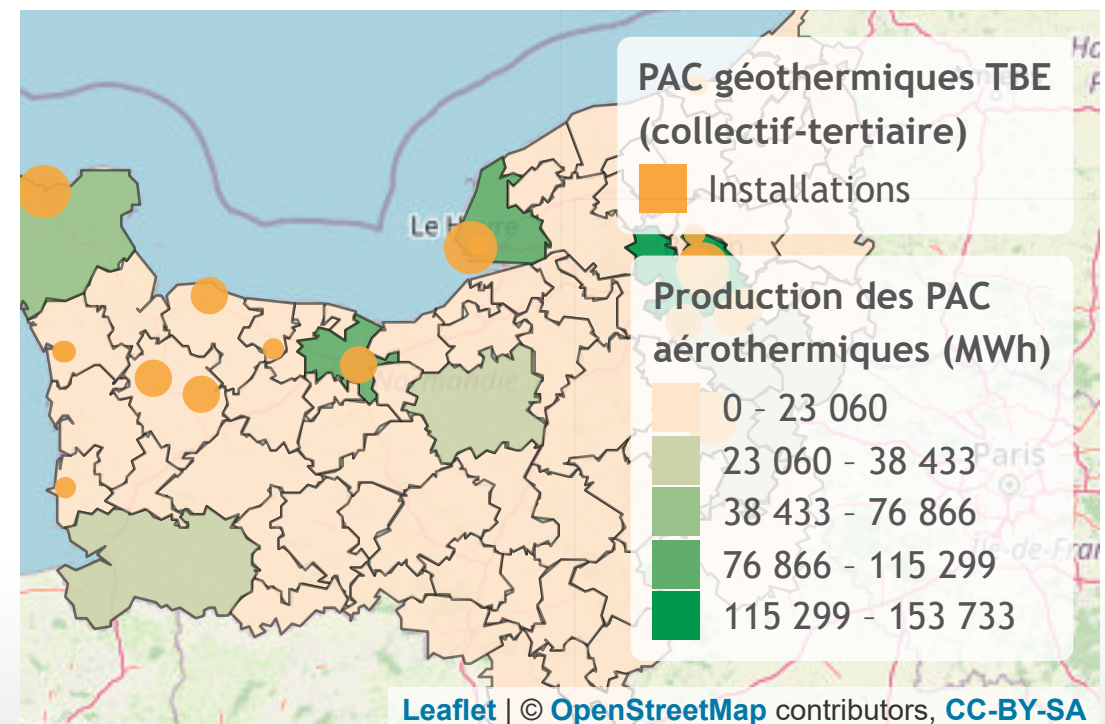 PAC géothermiques TBE
(collectif-tertiaire)
Installations
Production des PAC
aérothermiques (MWh)
0 - 23 060
23 060 - 38 433
38 433 - 76 866
76 866 - 115 299
115 299 - 153 733
Normandie
Paris
Leaflet | © OpenStreetMap contributors, CC-BY-SA